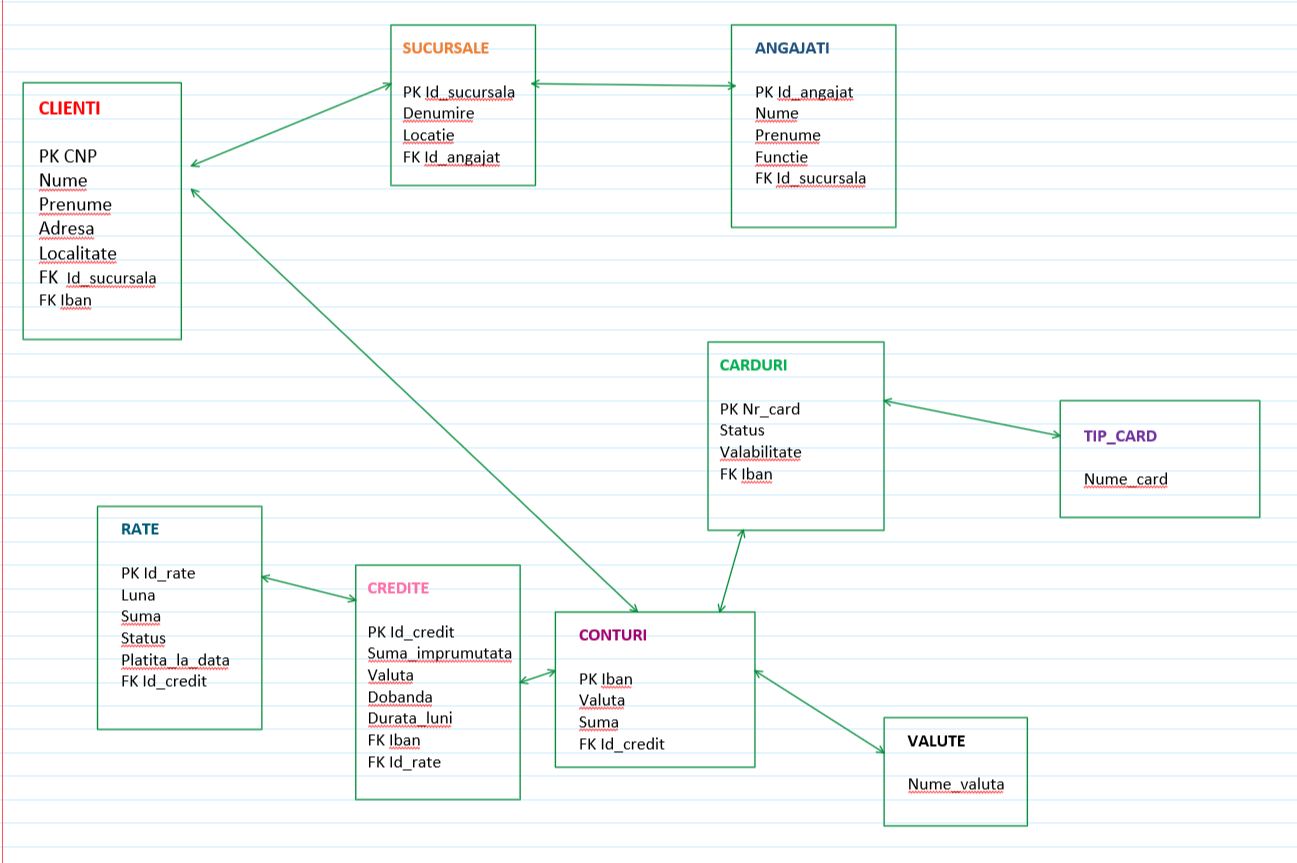 CLIENTI
PK CNP
Nume
Prenume
Adresa
Localitate
FK Id_sucursala
FK Iban
SUCURSALE
PK Id_sucursala
Denumire
Locatie
FK Id_angajat
ANGAJATI
PK Id_angajat
Nume
Prenume
Functie
FK Id_sucursala
CARDURI
PK Nr_card
Status
Valabilitate
FK Iban
TIP_CARD
Nume_card
RATE
PK Id_rate
Luna
Suma
Status
Platita_la_data
FK Id_credit
CREDITE
PK Id_credit
Suma_imprumutata
Valuta
Dobanda
Durata_luni
FK Iban
FK Id_rate
CONTURI
PK Iban
Valuta
Suma
FK Id_credit
VALUTE
Nume_valuta